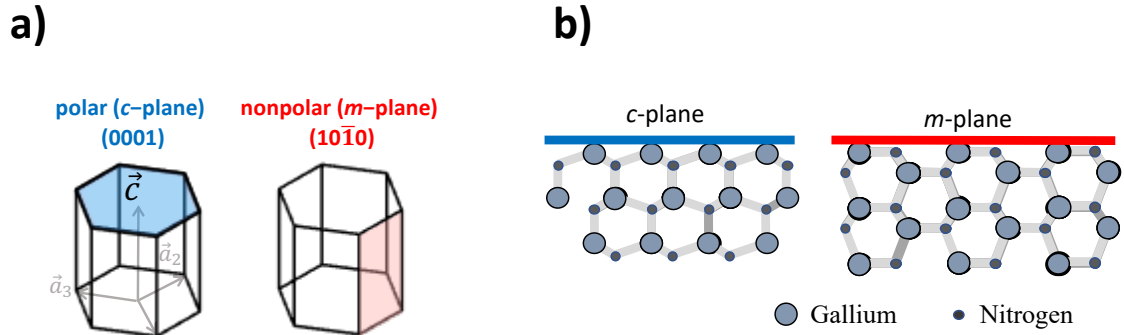 a)
polar (c−plane)
(0001)
nonpolar (m−plane)
(101̅0)
c⃗
a⃗₂
a⃗₃
b)
c-plane
m-plane
Gallium
Nitrogen